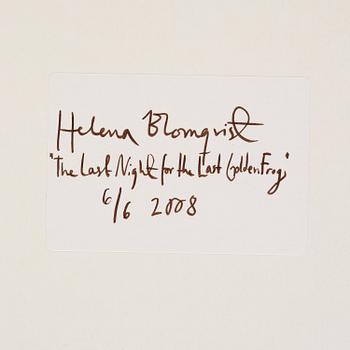 Helena Blomqvist
"The Last Night for the Last Golden Frog"
6/6 2008